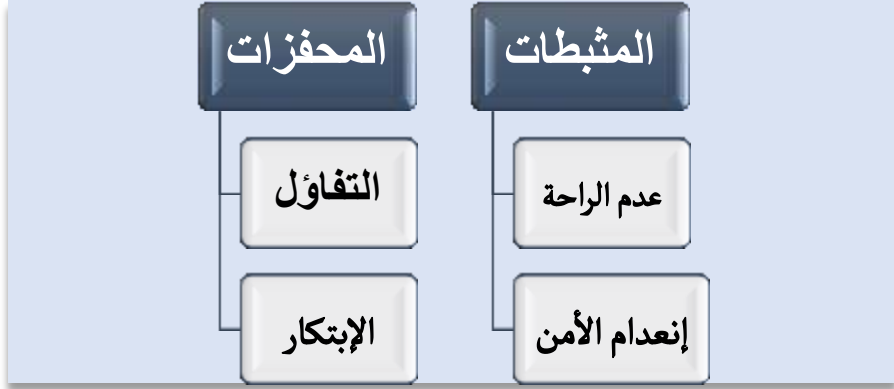 المثبطات
عدم الراحة
إنعدام الأمن
المحفزات
التفاؤل
الإبتكار